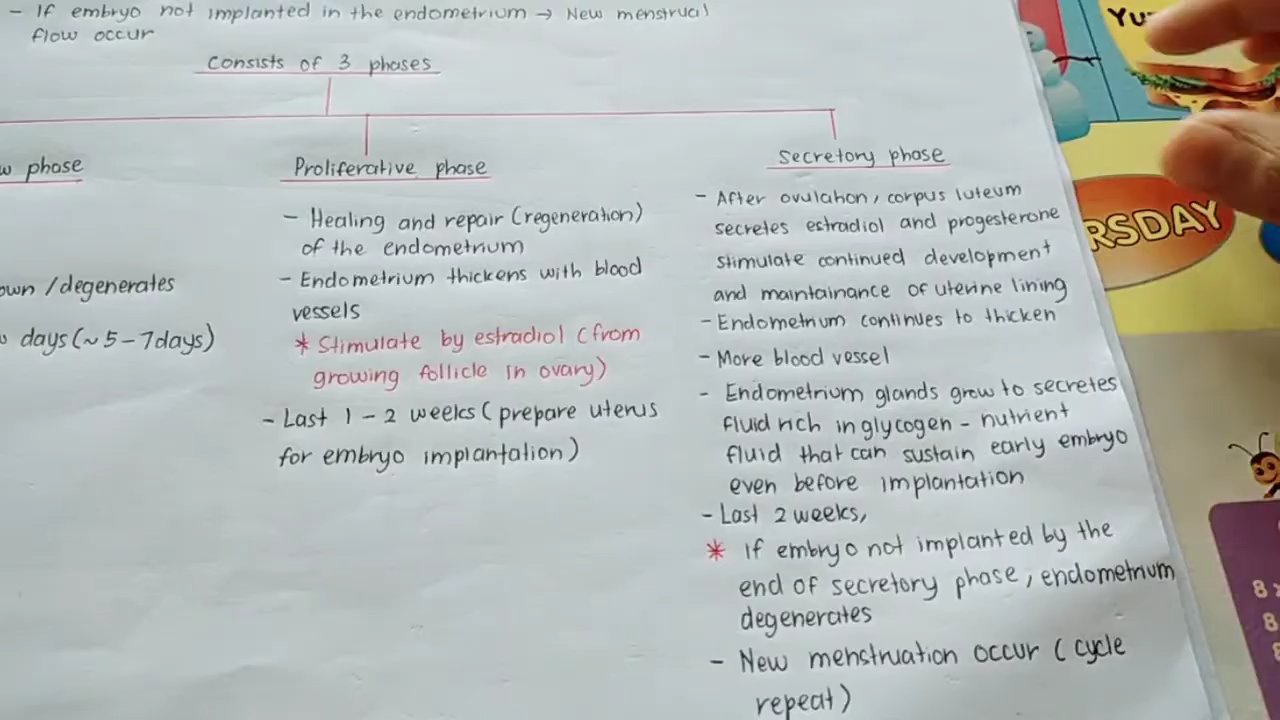 - If embryo not implanted in the endometrium → New menstrual
flow occur
Consists of 3 phases
phase
/degenerates
days (~ 5 - 7 days)
Proliferative phase
- Healing and repair (regeneration)
of the endometrium
- Endometrium thickens with blood
vessels
* Stimulate by estradiol (from
growing follicle in ovary)
- Last 1 - 2 weeks ( prepare uterus
for embryo implantation)
Secretory phase
- After ovulation, corpus luteum
secretes estradiol and progesterone
stimulate continued development
and maintainance of uterine lining
- Endometrium continues to thicken
- More blood vessel
- Endometrium glands grow to secretes
fluid rich in glycogen - nutrient
fluid that can sustain early embryo
even before implantation
- Last 2 weeks,
* If embryo not implanted by the
end of secretory phase, endometrium
degenerates
- New menstruation occur ( cycle
repeat)
RSDAY
8
8